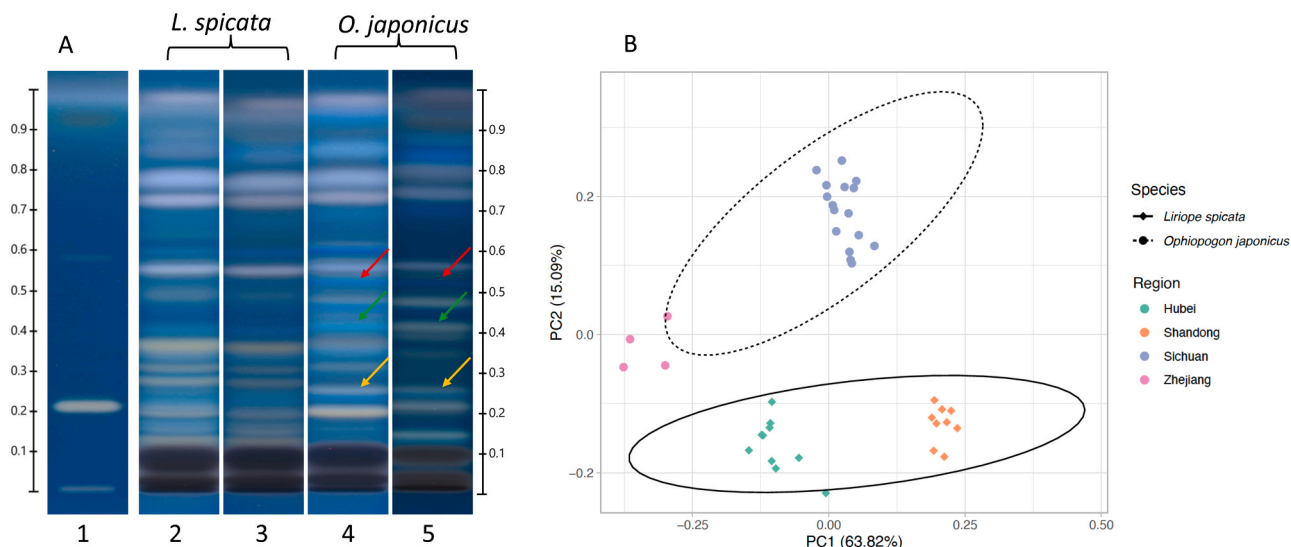 A
L. spicata
O. japonicus
0.9
0.8
0.7
0.6
0.5
0.4
0.3
0.2
0.1
0.9
0.8
0.7
0.6
0.5
0.4
0.3
0.2
0.1
1 2 3 4 5
B
PC2 (15.09%)
0.2
0.0
−0.2
−0.25 0.00 0.25 0.50
PC1 (63.82%)
Species
Liriope spicata
Ophiopogon japonicus
Region
Hubei
Shandong
Sichuan
Zhejiang